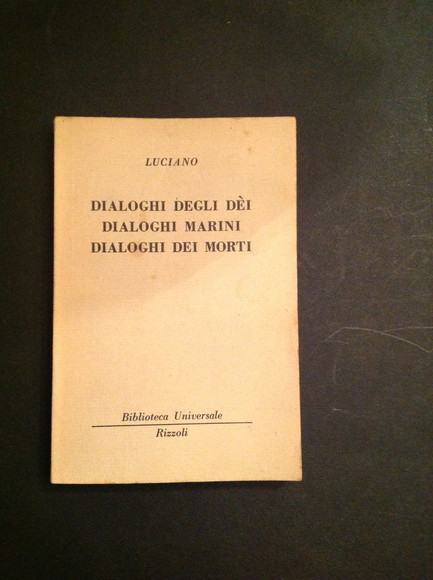 LUCIANO
DIALOGHI DEGLI DÈI
DIALOGHI MARINI
DIALOGHI DEI MORTI
Biblioteca Universale
Rizzoli